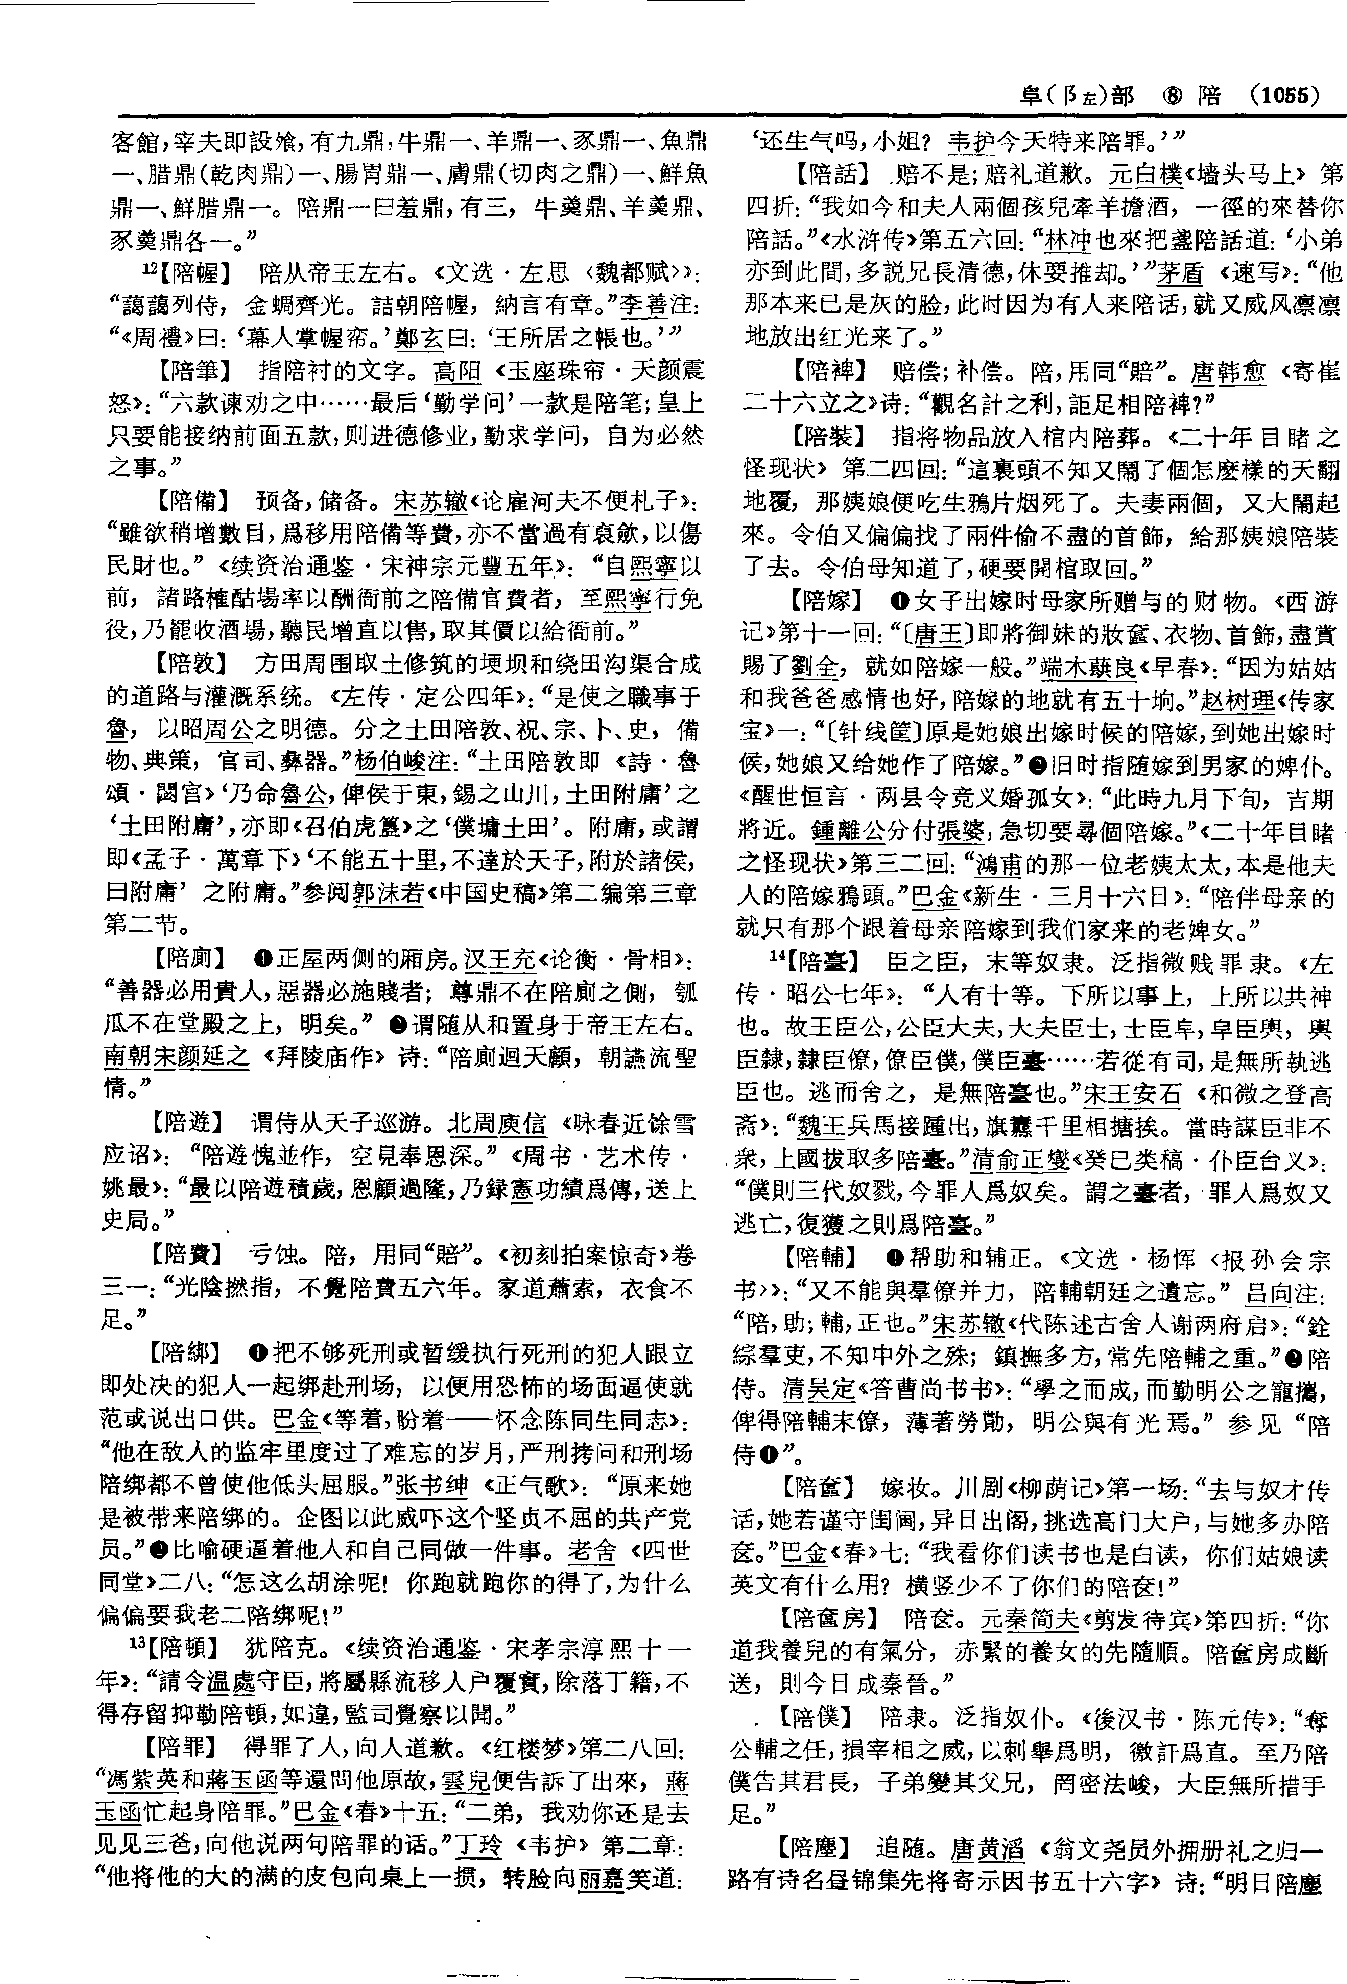 阜(阝左)部 ⑧ 陪 (1055)
客館,宰夫即設飧,有九鼎,牛鼎一、羊鼎一、豕鼎一、魚鼎
一、腊鼎(乾肉鼎)一、腸胃鼎一、膚鼎(切肉之鼎)一、鮮魚
鼎一、鮮腊鼎一。陪鼎一曰羞鼎,有三,牛羹鼎、羊羹鼎、
豕羹鼎各一。”
12【陪幄】 陪从帝王左右。《文选·左思〈魏都赋〉》:
“藹藹列侍,金蜩齊光。詰朝陪幄,納言有章。”李善注:
“《周禮》曰:‘幕人掌幄帟。’鄭玄曰:‘王所居之帳也。’”
【陪筆】 指陪衬的文字。高阳《玉座珠帘·天颜震
怒》:“六款谏劝之中……最后‘勤学问’一款是陪笔;皇上
只要能接纳前面五款,则进德修业,勤求学问,自为必然
之事。”
【陪備】 预备,储备。宋苏辙《论雇河夫不便札子》:
“雖欲稍增數目,爲移用陪備等費,亦不當過有裒歛,以傷
民財也。”《续资治通鉴·宋神宗元豐五年》:“自熙寧以
前,諸路榷酤場率以酬衙前之陪備官費者,至熙寧行免
役,乃罷收酒場,聽民增直以售,取其價以給衙前。”
【陪敦】 方田周围取土修筑的埂坝和绕田沟渠合成
的道路与灌溉系统。《左传·定公四年》:“是使之職事于
魯,以昭周公之明德。分之土田陪敦、祝、宗、卜、史,備
物、典策,官司、彝器。”杨伯峻注:“土田陪敦即《詩·魯
頌·閟宫》‘乃命魯公,俾侯于東,錫之山川,土田附庸’之
‘土田附庸’,亦即《召伯虎簋》之‘僕墉土田’。附庸,或謂
即《孟子·萬章下》‘不能五十里,不達於天子,附於諸侯,
曰附庸’之附庸。”参阅郭沫若《中国史稿》第二编第三章
第二节。
【陪廁】 ❶正屋两侧的厢房。汉王充《论衡·骨相》:
“善器必用貴人,惡器必施賤者;尊鼎不在陪廁之側,瓠
瓜不在堂殿之上,明矣。”❷谓随从和置身于帝王左右。
南朝宋颜延之《拜陵庙作》诗:“陪廁迴天顧,朝讌流聖
情。”
【陪遊】 谓侍从天子巡游。北周庾信《咏春近馀雪
应诏》:“陪遊愧並作,空見奉恩深。”《周书·艺术传·
姚最》:“最以陪遊積歲,恩顧過隆,乃録憲功績爲傳,送上
史局。”
【陪費】 亏蚀。陪,用同“賠”。《初刻拍案惊奇》卷
三一:“光陰撚指,不覺陪費五六年。家道蕭索,衣食不
足。”
【陪綁】 ❶把不够死刑或暂缓执行死刑的犯人跟立
即处决的犯人一起绑赴刑场,以便用恐怖的场面逼使就
范或说出口供。巴金《等着,盼着——怀念陈同生同志》:
“他在敌人的监牢里度过了难忘的岁月,严刑拷问和刑场
陪绑都不曾使他低头屈服。”张书绅《正气歌》:“原来她
是被带来陪绑的。企图以此威吓这个坚贞不屈的共产党
员。”❷比喻硬逼着他人和自己同做一件事。老舍《四世
同堂》二八:“怎这么胡涂呢!你跑就跑你的得了,为什么
偏偏要我老二陪绑呢!”
13【陪頓】 犹陪克。《续资治通鉴·宋孝宗淳熙十一
年》:“請令温處守臣,將屬縣流移人户覆實,除落丁籍,不
得存留抑勒陪頓,如違,監司覺察以聞。”
【陪罪】 得罪了人,向人道歉。《红楼梦》第二八回:
“馮紫英和蔣玉函等還問他原故,雲兒便告訴了出來,蔣
玉函忙起身陪罪。”巴金《春》十五:“二弟,我劝你还是去
见见三爸,向他说两句陪罪的话。”丁玲《韦护》第二章:
“他将他的大的满的皮包向桌上一掼,转脸向丽嘉笑道:
‘还生气吗,小姐?韦护今天特来陪罪。’”
【陪話】 赔不是;赔礼道歉。元白樸《墙头马上》第
四折:“我如今和夫人兩個孩兒牽羊擔酒,一徑的來替你
陪話。”《水浒传》第五六回:“林冲也來把盞陪話道:‘小弟
亦到此間,多説兄長清德,休要推却。’”茅盾《速写》:“他
那本来已是灰的脸,此时因为有人来陪话,就又威风凛凛
地放出红光来了。”
【陪裨】 赔偿;补偿。陪,用同“賠”。唐韩愈《寄崔
二十六立之》诗:“觀名計之利,詎足相陪裨?”
【陪裝】 指将物品放入棺内陪葬。《二十年目睹之
怪现状》第二四回:“這裏頭不知又鬧了個怎麽樣的天翻
地覆,那姨娘便吃生鴉片烟死了。夫妻兩個,又大鬧起
來。令伯又偏偏找了兩件偷不盡的首飾,給那姨娘陪裝
了去。令伯母知道了,硬要開棺取回。”
【陪嫁】 ❶女子出嫁时母家所赠与的财物。《西游
记》第十一回:“〔唐王〕即將御妹的妝奩、衣物、首飾,盡賞
賜了劉全,就如陪嫁一般。”端木蕻良《早春》:“因为姑姑
和我爸爸感情也好,陪嫁的地就有五十垧。”赵树理《传家
宝》一:“〔针线筐〕原是她娘出嫁时候的陪嫁,到她出嫁时
候,她娘又给她作了陪嫁。”❷旧时指随嫁到男家的婢仆。
《醒世恒言·两县令竞义婚孤女》:“此時九月下旬,吉期
將近。鍾離公分付張婆,急切要尋個陪嫁。”《二十年目睹
之怪现状》第三二回:“鴻甫的那一位老姨太太,本是他夫
人的陪嫁鴉頭。”巴金《新生·三月十六日》:“陪伴母亲的
就只有那个跟着母亲陪嫁到我们家来的老婢女。”
14【陪臺】 臣之臣,末等奴隶。泛指微贱罪隶。《左
传·昭公七年》:“人有十等。下所以事上,上所以共神
也。故王臣公,公臣大夫,大夫臣士,士臣皁,皁臣輿,輿
臣隸,隸臣僚,僚臣僕,僕臣臺……若從有司,是無所執逃
臣也。逃而舍之,是無陪臺也。”宋王安石《和微之登高
斋》:“魏王兵馬接踵出,旗纛千里相搪挨。當時謀臣非不
衆,上國拔取多陪臺。”清俞正燮《癸巳类稿·仆臣台义》:
“僕則三代奴戮,今罪人爲奴矣。謂之臺者,罪人爲奴又
逃亡,復獲之則爲陪臺。”
【陪輔】 ❶帮助和辅正。《文选·杨恽〈报孙会宗
书〉》:“又不能與羣僚并力,陪輔朝廷之遺忘。”吕向注:
“陪,助;輔,正也。”宋苏辙《代陈述古舍人谢两府启》:“銓
綜羣吏,不知中外之殊;鎮撫多方,常先陪輔之重。”❷陪
侍。清吴定《答曹尚书书》:“學之而成,而勤明公之寵攜,
俾得陪輔末僚,薄著勞勩,明公與有光焉。”参见“陪
侍❶”。
【陪奩】 嫁妆。川剧《柳荫记》第一场:“去与奴才传
话,她若谨守闺阃,异日出阁,挑选高门大户,与她多办陪
奁。”巴金《春》七:“我看你们读书也是白读,你们姑娘读
英文有什么用?横竖少不了你们的陪奁!”
【陪奩房】 陪奁。元秦简夫《剪发待宾》第四折:“你
道我養兒的有氣分,赤緊的養女的先隨順。陪奩房成斷
送,則今日成秦晉。”
【陪僕】 陪隶。泛指奴仆。《後汉书·陈元传》:“奪
公輔之任,損宰相之威,以刺舉爲明,徼訐爲直。至乃陪
僕告其君長,子弟變其父兄,罔密法峻,大臣無所措手
足。”
【陪塵】 追随。唐黄滔《翁文尧员外拥册礼之归一
路有诗名昼锦集先将寄示因书五十六字》诗:“明日陪塵